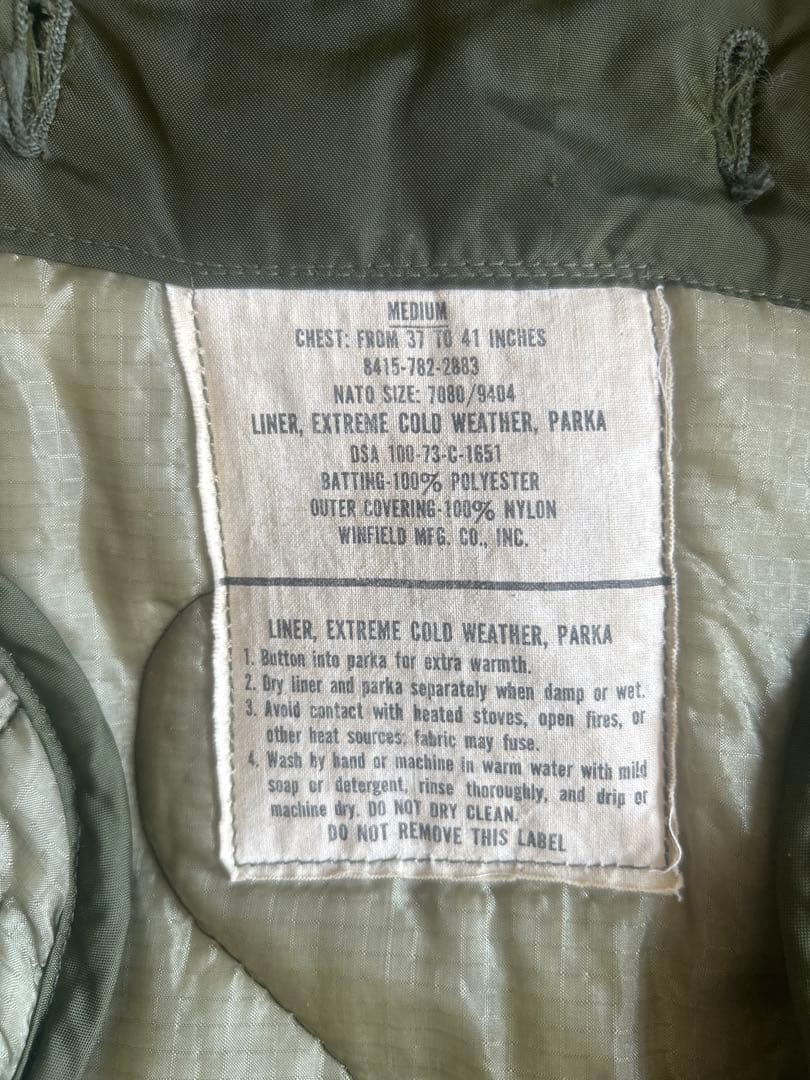 MEDIUM
CHEST: FROM 37 TO 41 INCHES
8415-782-2883
NATO SIZE: 7080/9404
LINER, EXTREME COLD WEATHER, PARKA
DSA 100-73-C-1651
BATTING-100% POLYESTER
OUTER COVERING-100% NYLON
WINFIELD MFG. CO., INC.
LINER, EXTREME COLD WEATHER, PARKA
1. Button into parka for extra warmth.
2. Dry liner and parka separately when damp or wet.
3. Avoid contact with heated stoves, open fires, or
other heat sources; fabric may fuse.
4. Wash by hand or machine in warm water with mild
soap or detergent, rinse thoroughly, and drip or
machine dry. DO NOT DRY CLEAN.
DO NOT REMOVE THIS LABEL